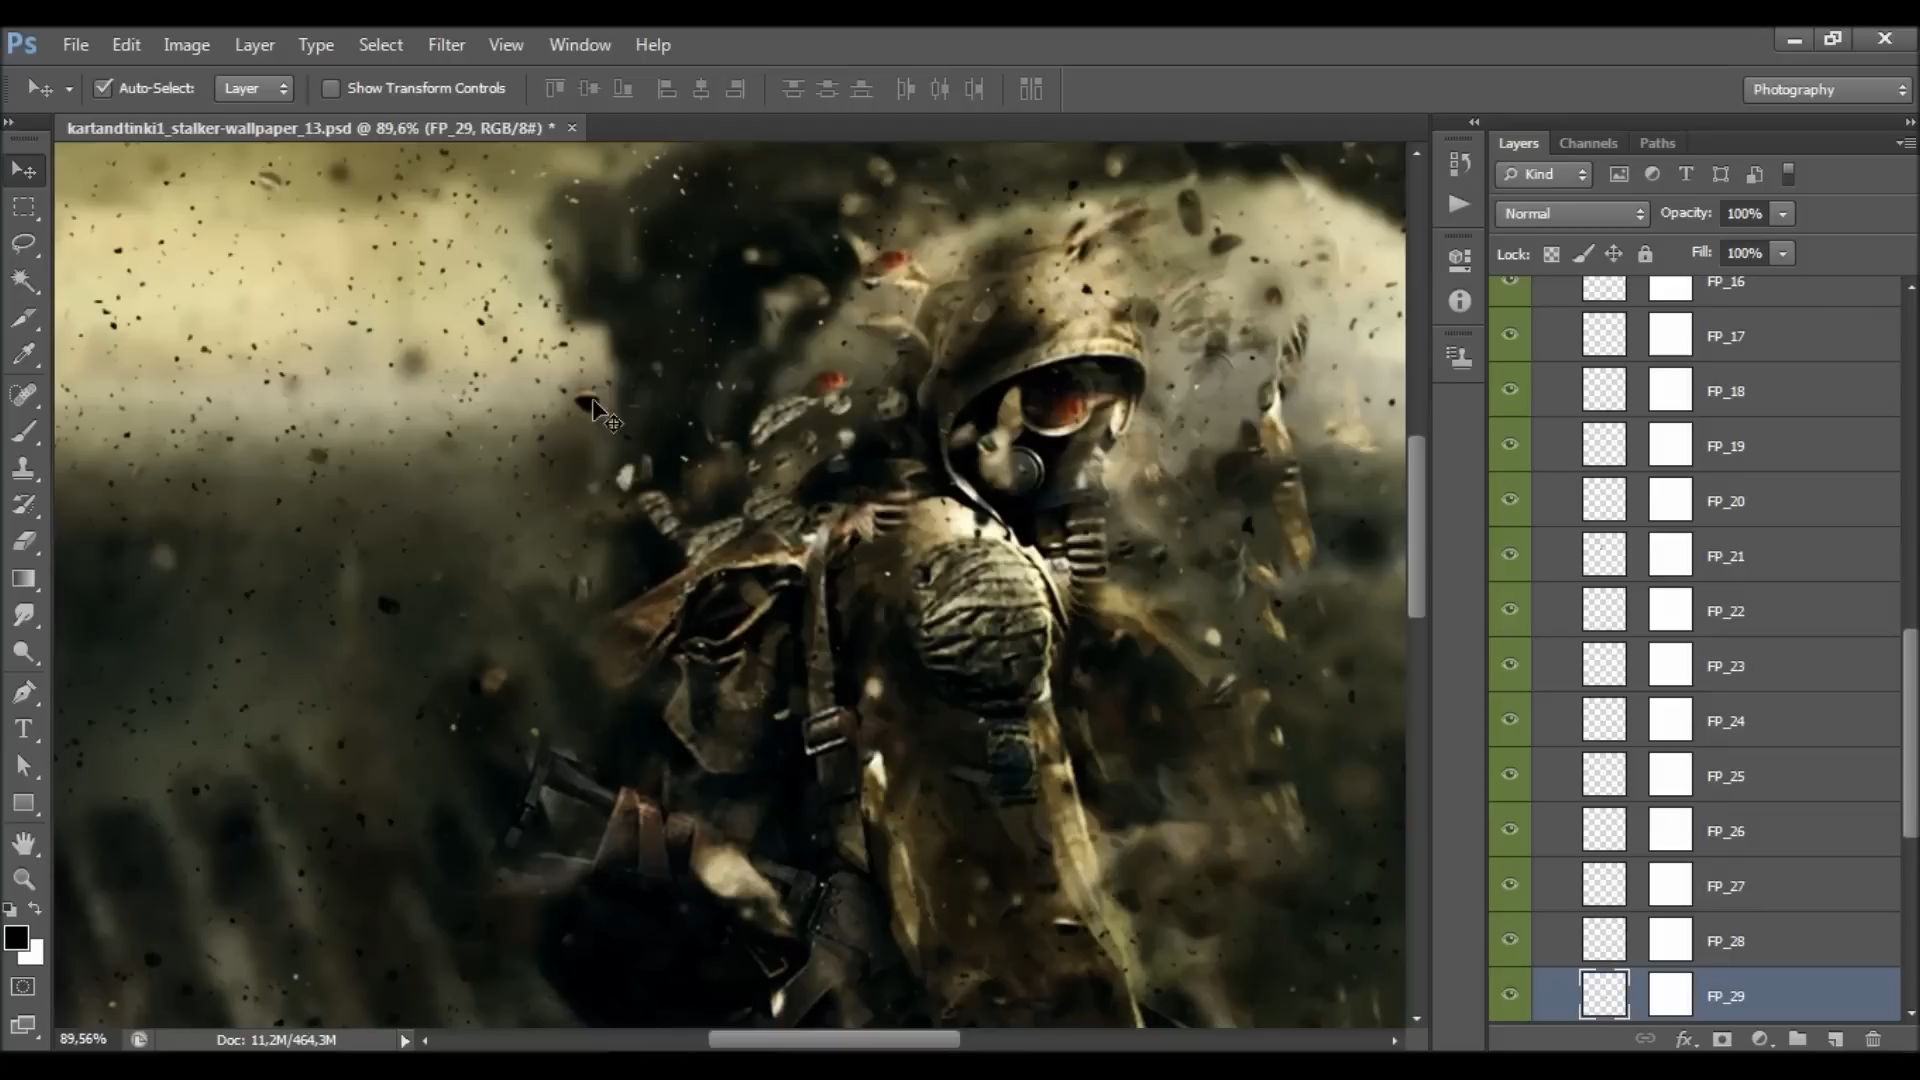 Ps File Edit Image Layer Type Select Filter View Window Help
Auto-Select: Layer Show Transform Controls Photography
kartandtinki1_stalker-wallpaper_13.psd @ 89,6% (FP_29, RGB/8#) * ×
Layers Channels Paths
Kind
Normal Opacity: 100%
Lock: Fill: 100%
FP_16
FP_17
FP_18
FP_19
FP_20
FP_21
FP_22
FP_23
FP_24
FP_25
FP_26
FP_27
FP_28
FP_29
89,56% Doc: 11,2M/464,3M
fx